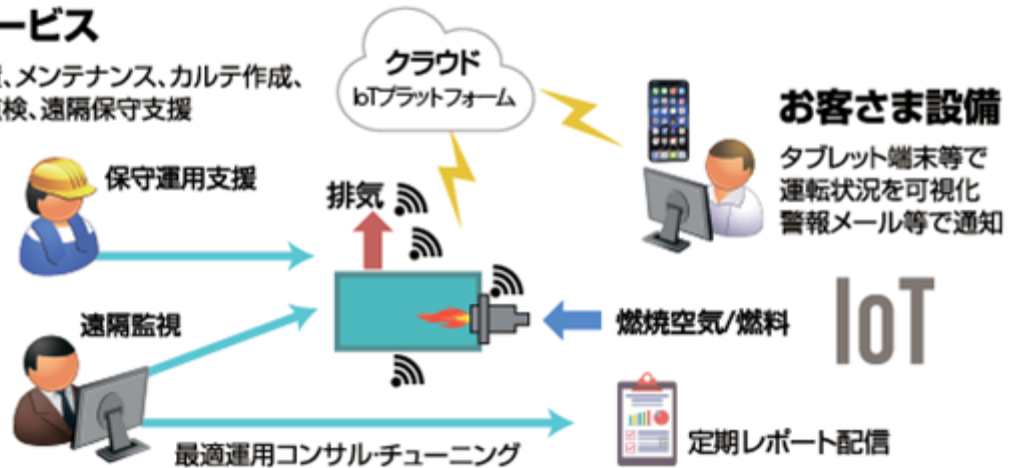 ービス
、メンテナンス、カルテ作成、
検、遠隔保守支援
保守運用支援
遠隔監視
最適運用コンサル・チューニング
クラウド
IoTプラットフォーム
排気
燃焼空気/燃料
お客さま設備
タブレット端末等で
運転状況を可視化
警報メール等で通知
IoT
定期レポート配信